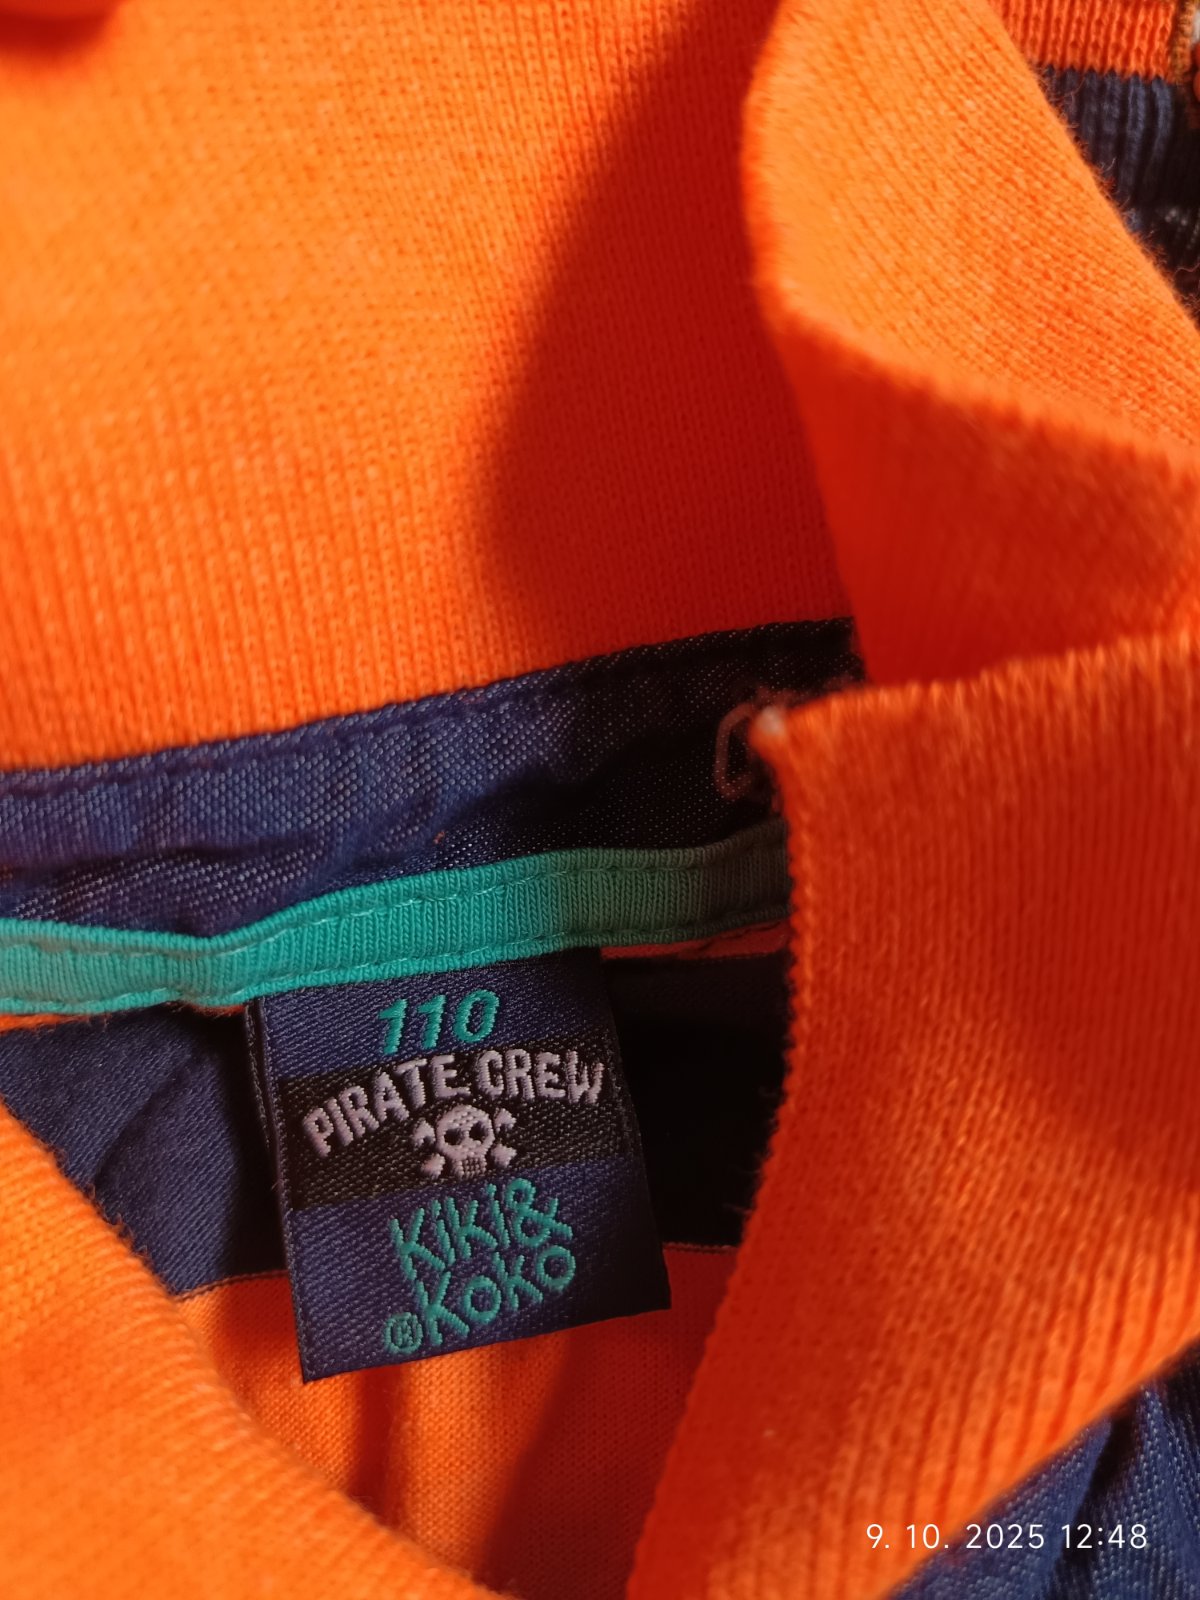 110
PIRATE CREW
Kiki&
®Koko
9. 10. 2025 12:48